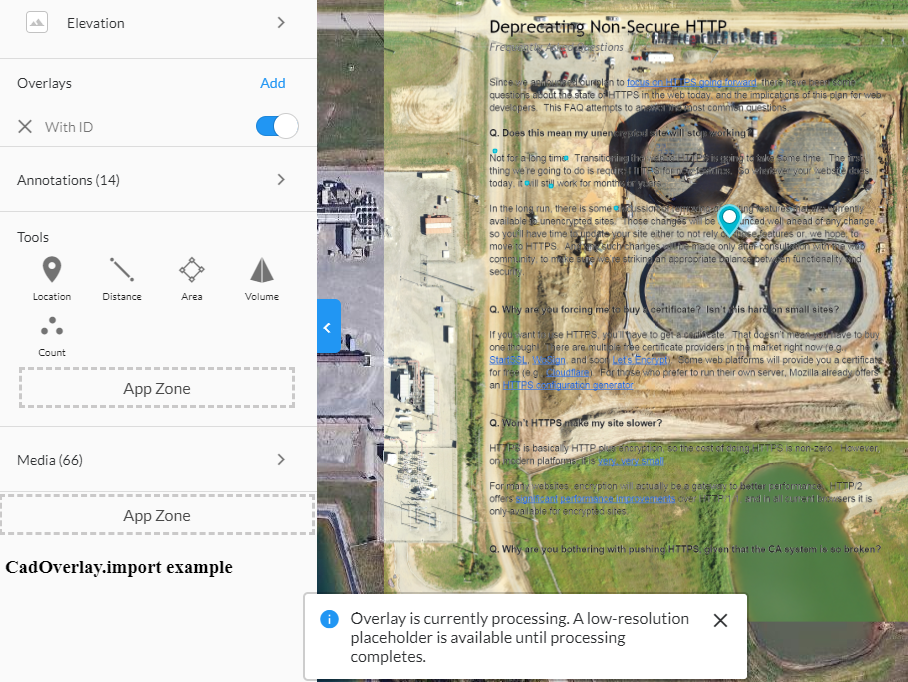 Elevation
Overlays
Add
With ID
Annotations (14)
Tools
Location
Distance
Area
Volume
Count
App Zone
Media (66)
App Zone
CadOverlay.import example
Deprecating Non-Secure HTTP
Frequently Asked Questions
Since we announced our plan to focus on HTTPS going forward, there have been some
questions about the state of HTTPS in the web today, and the implications of this plan for web
developers. This FAQ attempts to answer the most common questions.
Q. Does this mean my unencrypted site will stop working?
Not for a long time. Transitioning the web to HTTPS is going to take some time. The first
thing we're going to do is require HTTPS for new features. So whatever your website does
today, it will still work for months or years.
In the long run, there is some discussion of removing existing features that are currently
available to unencrypted sites. Those changes will be announced well ahead of any change,
so you'll have time to update your site either to not rely on those features or, we hope, to
move to HTTPS. Any such changes will be made only after consultation with the web
community, to make sure we're striking an appropriate balance between functionality and
security.
Q. Why are you forcing me to buy a certificate? Isn't this hard on small sites?
If you want to use HTTPS, you'll have to get a certificate. That doesn't mean you have to buy
one though! There are multiple free certificate providers in the market right now (e.g.,
StartSSL, WoSign, and soon Let's Encrypt). Some web platforms will provide you a certificate
for free (e.g., Cloudflare). For those who prefer to run their own server, Mozilla already offers
an HTTPS configuration generator.
Q. Won't HTTPS make my site slower?
HTTPS is basically HTTP plus encryption, so the cost of doing HTTPS is non-zero. However,
on modern platforms, it is
For many websites, encryption will actually be a gateway to better performance. HTTP/2
offers significant performance improvements over HTTP/1.1, and in all current browsers it is
only available for encrypted sites.
Q. Why are you bothering with pushing HTTPS, given that the CA system is so broken?
Overlay is currently processing. A low-resolution
placeholder is available until processing
completes.